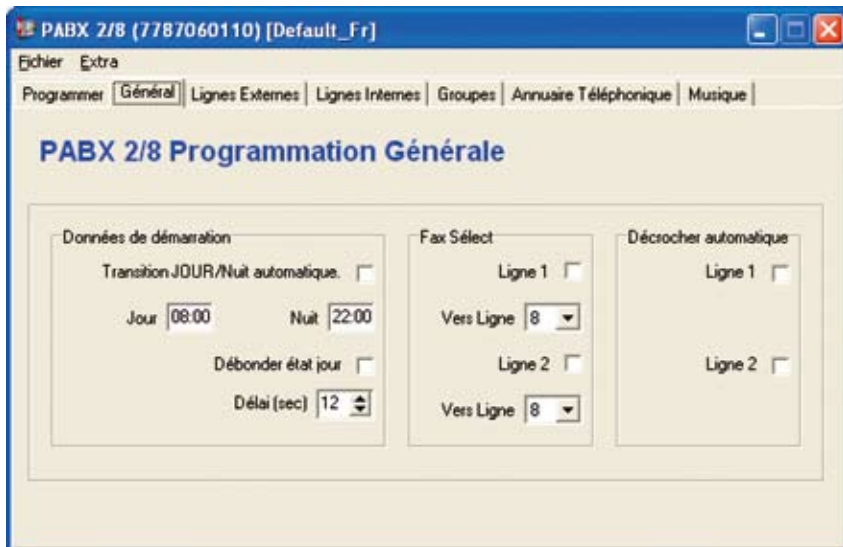 PABX 2/8 (7787060110) [Default_Fr]
Fichier Extra
Programmer Général Lignes Externes Lignes Internes Groupes Annuaire Téléphonique Musique
PABX 2/8 Programmation Générale
Données de démarration
Transition JOUR/Nuit automatique.
Jour 08:00 Nuit 22:00
Débonder état jour
Délai (sec) 12
Fax Sélect
Ligne 1
Vers Ligne 8
Ligne 2
Vers Ligne 8
Décrocher automatique
Ligne 1
Ligne 2